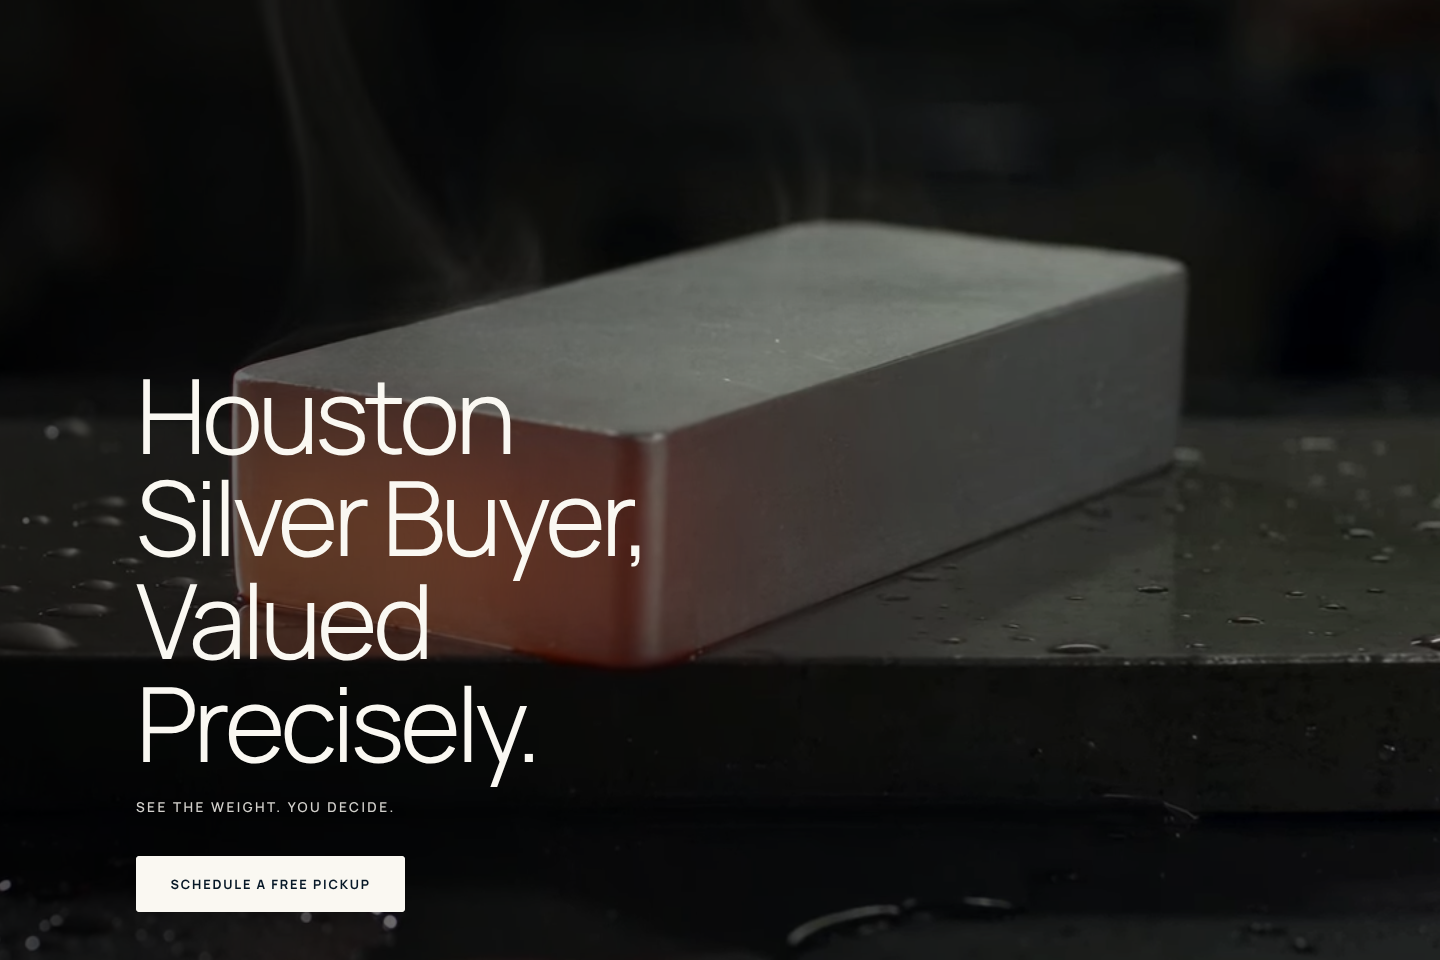 Houston
Silver Buyer,
Valued
Precisely.
SEE THE WEIGHT. YOU DECIDE.
SCHEDULE A FREE PICKUP